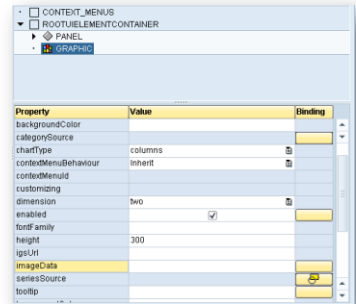 CONTEXT_MENUS
ROOTUIELEMENTCONTAINER
PANEL
GRAPHIC
Property Value Binding
backgroundColor
categorySource
chartType columns
contextMenuBehaviour Inherit
contextMenuId
customizing
dimension two
enabled
fontFamily
height 300
igsUrl
imageData
seriesSource
tooltip